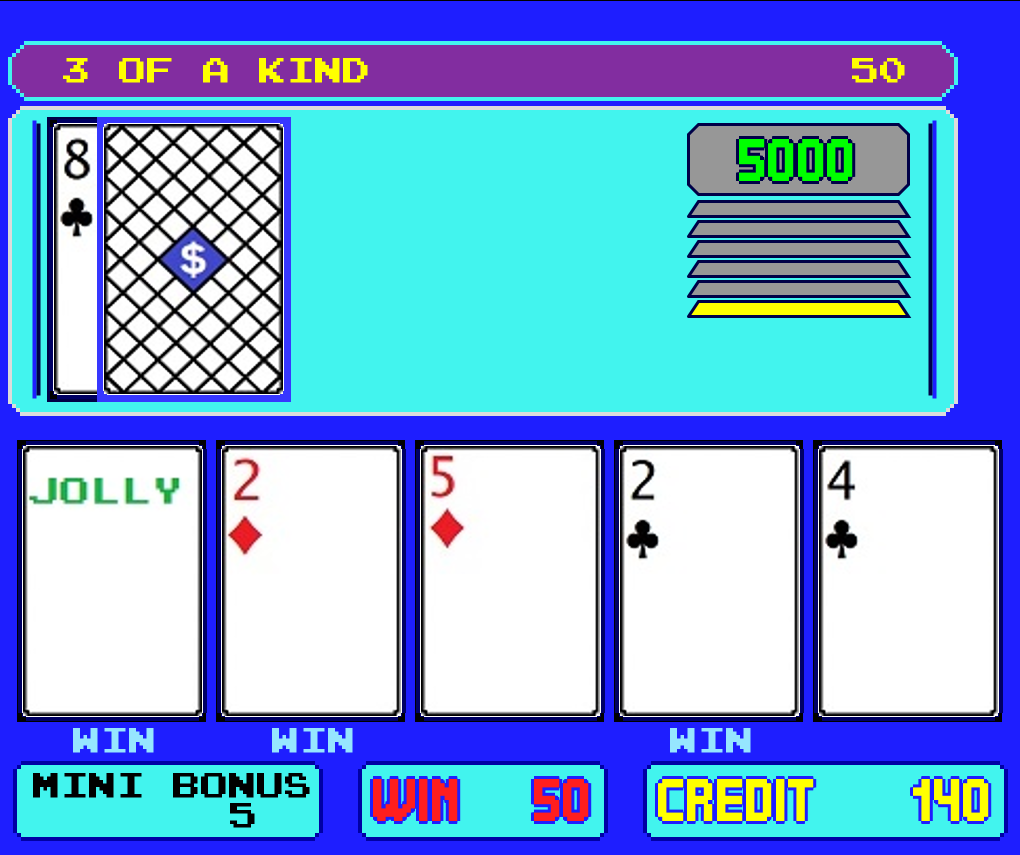 3 OF A KIND 50
8
$
5000
JOLLY 2 5 2 4
WIN WIN WIN
MINI BONUS
5
WIN 50
CREDIT 140